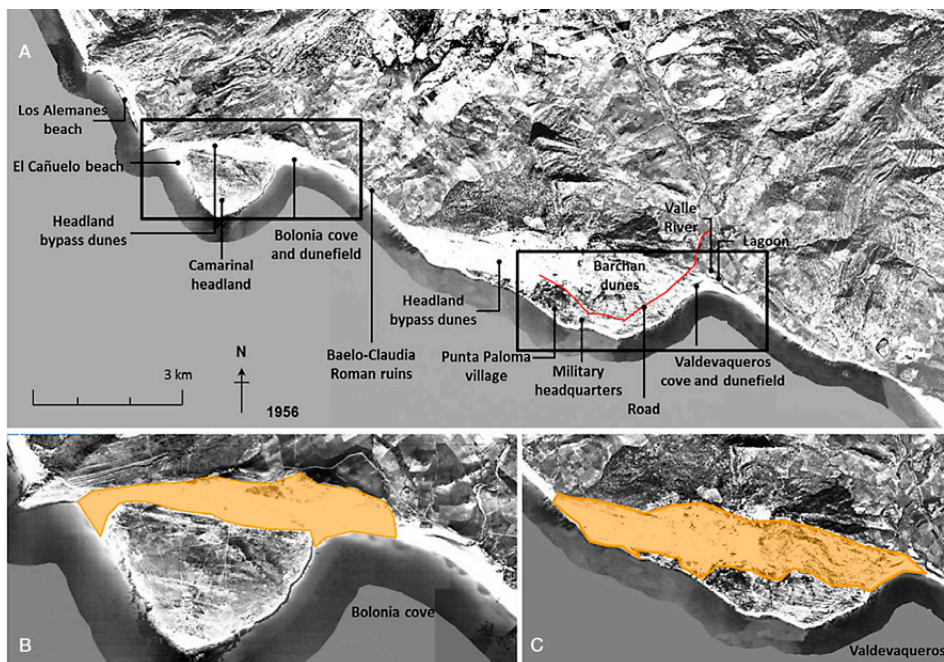 A
Los Alemanes
beach
El Cañuelo beach
Headland
bypass dunes
Camarinal
headland
Bolonia cove
and dunefield
Baelo-Claudia
Roman ruins
Headland
bypass dunes
Punta Paloma
village
Military
headquarters
Barchan
dunes
Road
Valle
River
Lagoon
Valdevaqueros
cove and dunefield
3 km
N
1956
B
Bolonia cove
C
Valdevaqueros